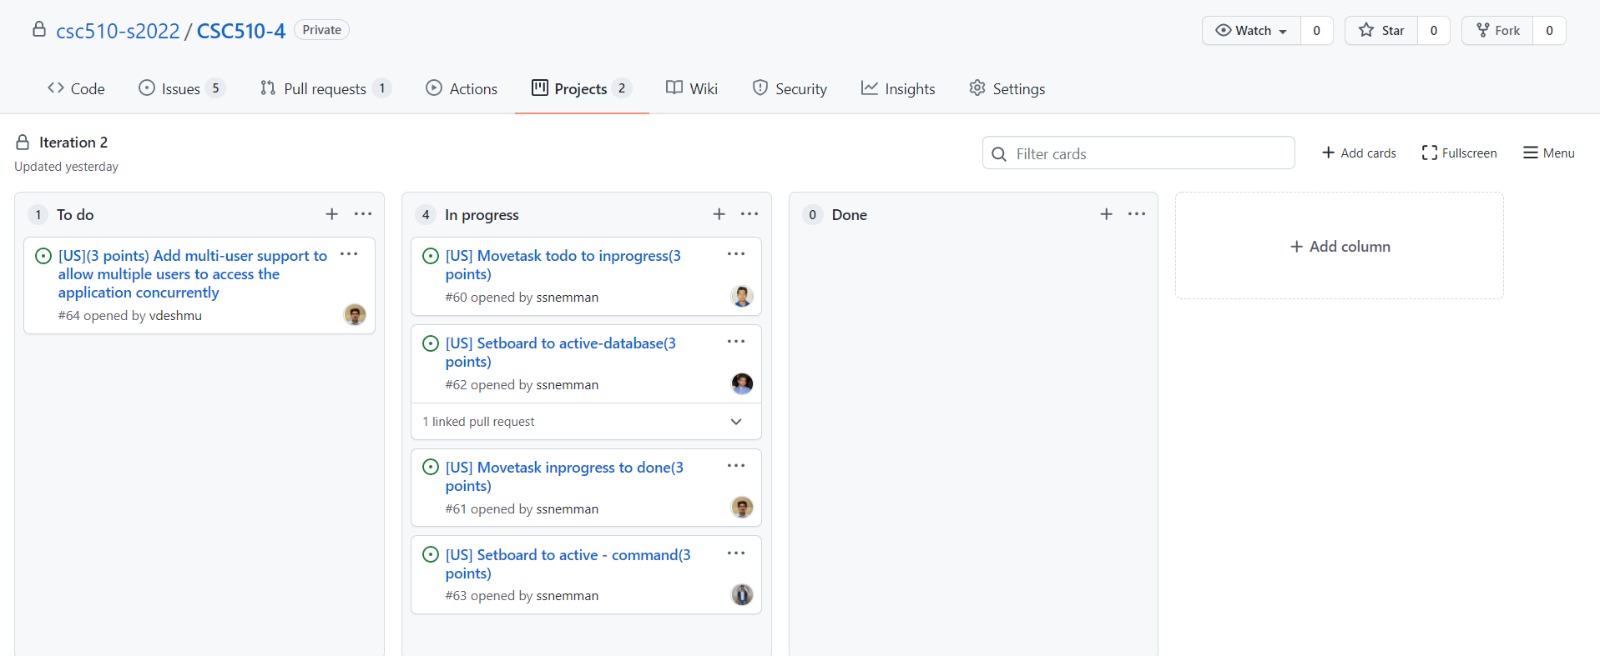 csc510-s2022 / CSC510-4 Private
Watch 0 Star 0 Fork 0
Code Issues 5 Pull requests 1 Actions Projects 2 Wiki Security Insights Settings
Iteration 2
Updated yesterday
Filter cards
Add cards Fullscreen Menu
1 To do
[US](3 points) Add multi-user support to
allow multiple users to access the
application concurrently
#64 opened by vdeshmu
4 In progress
[US] Movetask todo to inprogress(3
points)
#60 opened by ssnemman
[US] Setboard to active-database(3
points)
#62 opened by ssnemman
1 linked pull request
[US] Movetask inprogress to done(3
points)
#61 opened by ssnemman
[US] Setboard to active - command(3
points)
#63 opened by ssnemman
0 Done
Add column